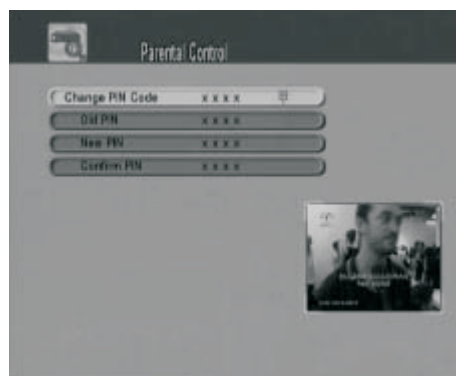 Parental Control
Change PIN Code x x x x
Old PIN x x x x
New PIN x x x x
Confirm PIN x x x x